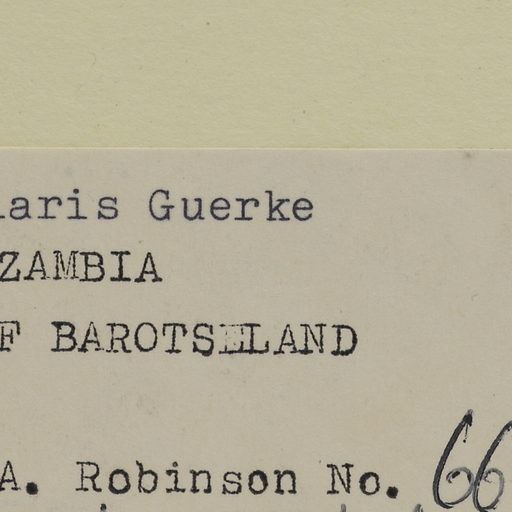 laris Guerke
ZAMBIA
F BAROTSELAND
A. Robinson No. 66